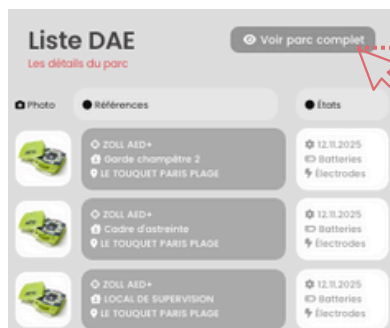 Liste DAE
Voir parc complet
Les détails du parc
Photo
Références
États
ZOLL AED+
Garde champêtre 2
LE TOUQUET PARIS PLAGE
12.11.2025
Batteries
Électrodes
ZOLL AED+
Cadre d'astreinte
LE TOUQUET PARIS PLAGE
12.11.2025
Batteries
Électrodes
ZOLL AED+
LOCAL DE SUPERVISION
LE TOUQUET PARIS PLAGE
12.11.2025
Batteries
Électrodes